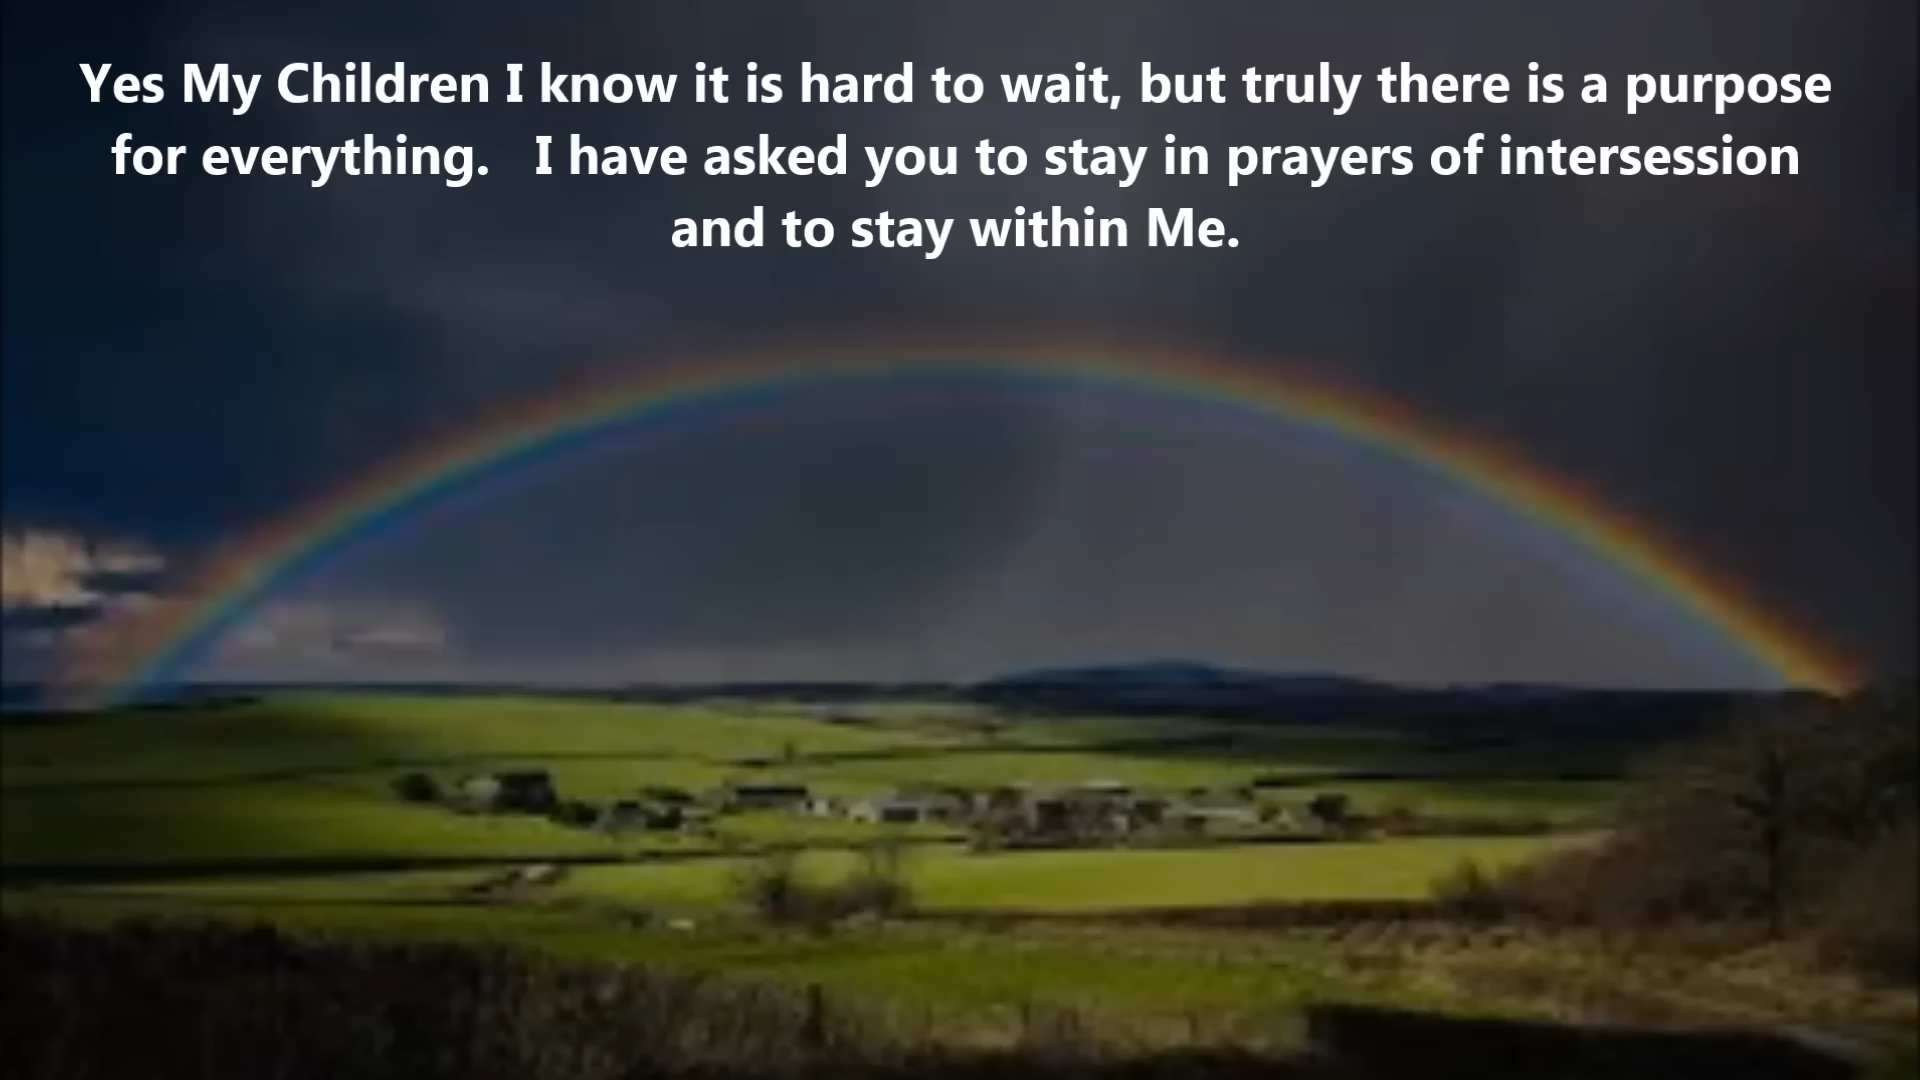 Yes My Children I know it is hard to wait, but truly there is a purpose
for everything.   I have asked you to stay in prayers of intersession
and to stay within Me.